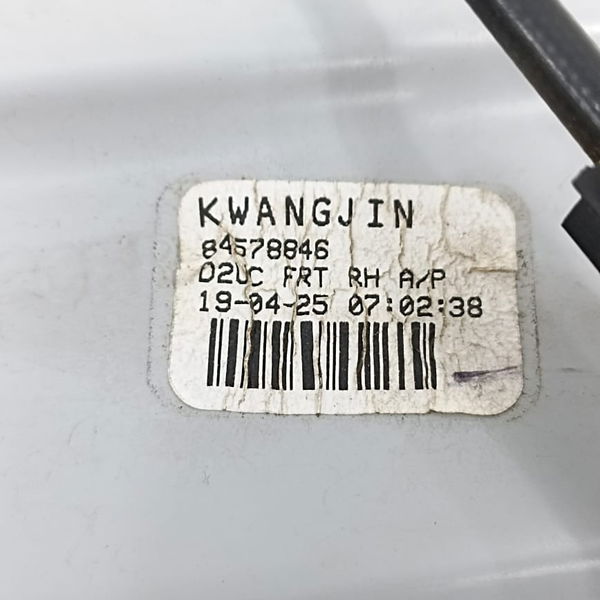 KWANGJIN
84578846
D2UC FRT RH A/P
19-04-25 07:02:38